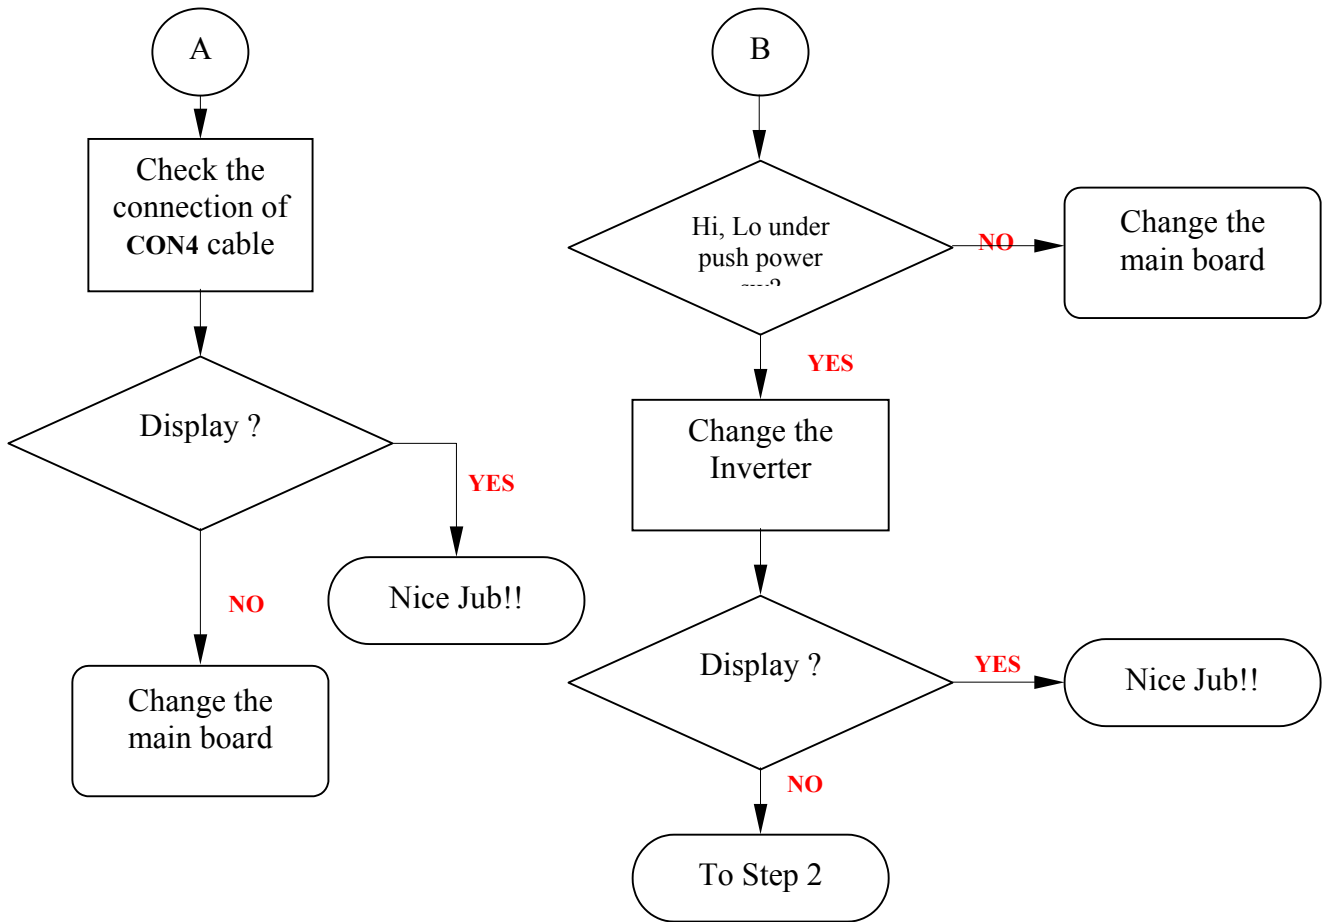 A
Check the
connection of
CON4 cable
Display ?
YES
Nice Jub!!
NO
Change the
main board
B
Hi, Lo under
push power
sw?
NO
Change the
main board
YES
Change the
Inverter
Display ?
YES
Nice Jub!!
NO
To Step 2